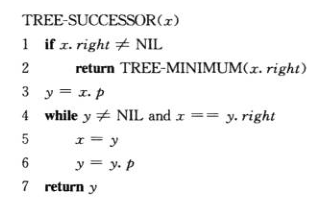 TREE-SUCCESSOR(x)
1 if x. right ≠ NIL
2 return TREE-MINIMUM(x. right)
3 y = x. p
4 while y ≠ NIL and x == y. right
5 x = y
6 y = y. p
7 return y